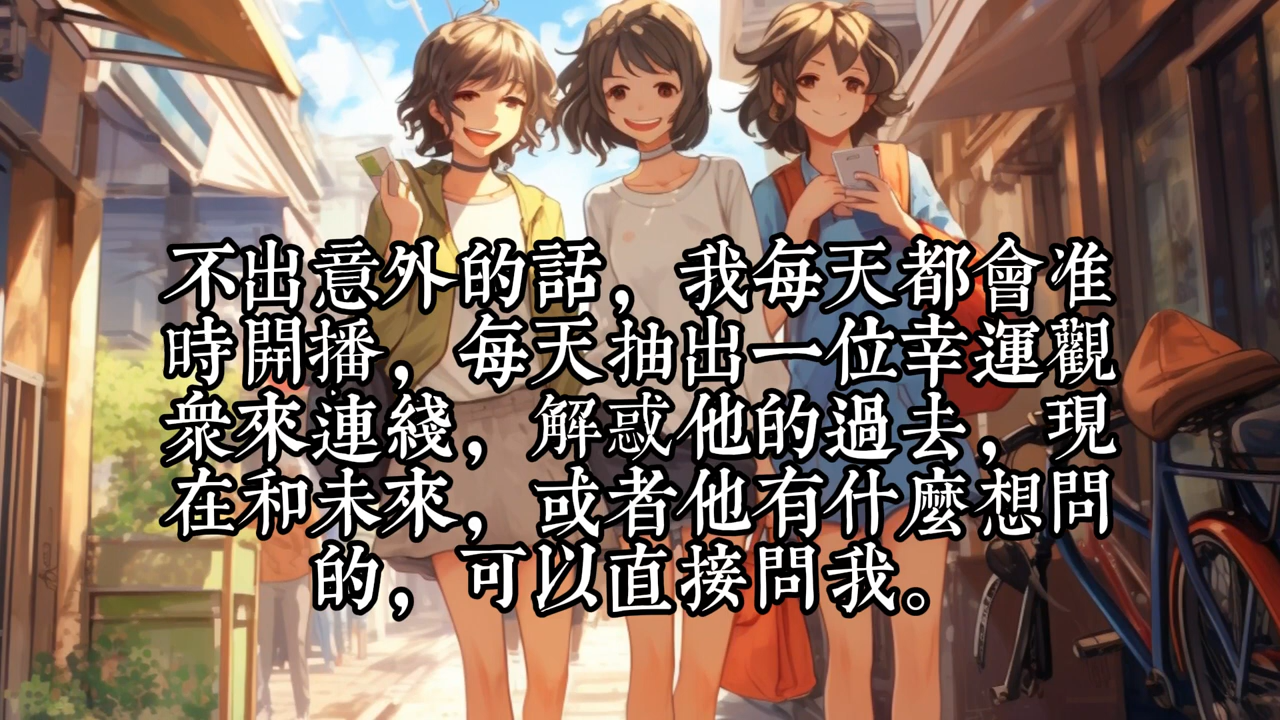 不出意外的話，我每天都會准
時開播，每天抽出一位幸運觀
衆來連綫，解惑他的過去，現
在和未來，或者他有什麼想問
的，可以直接問我。